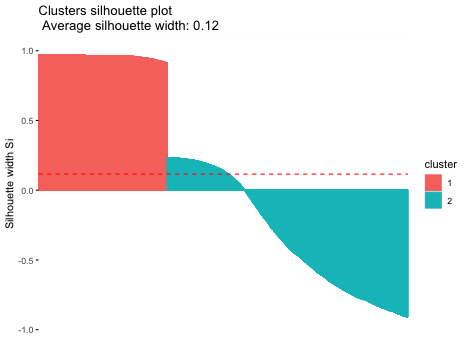 Clusters silhouette plot
Average silhouette width: 0.12
1.0
0.5
0.0
-0.5
-1.0
Silhouette width Si
cluster
1
2